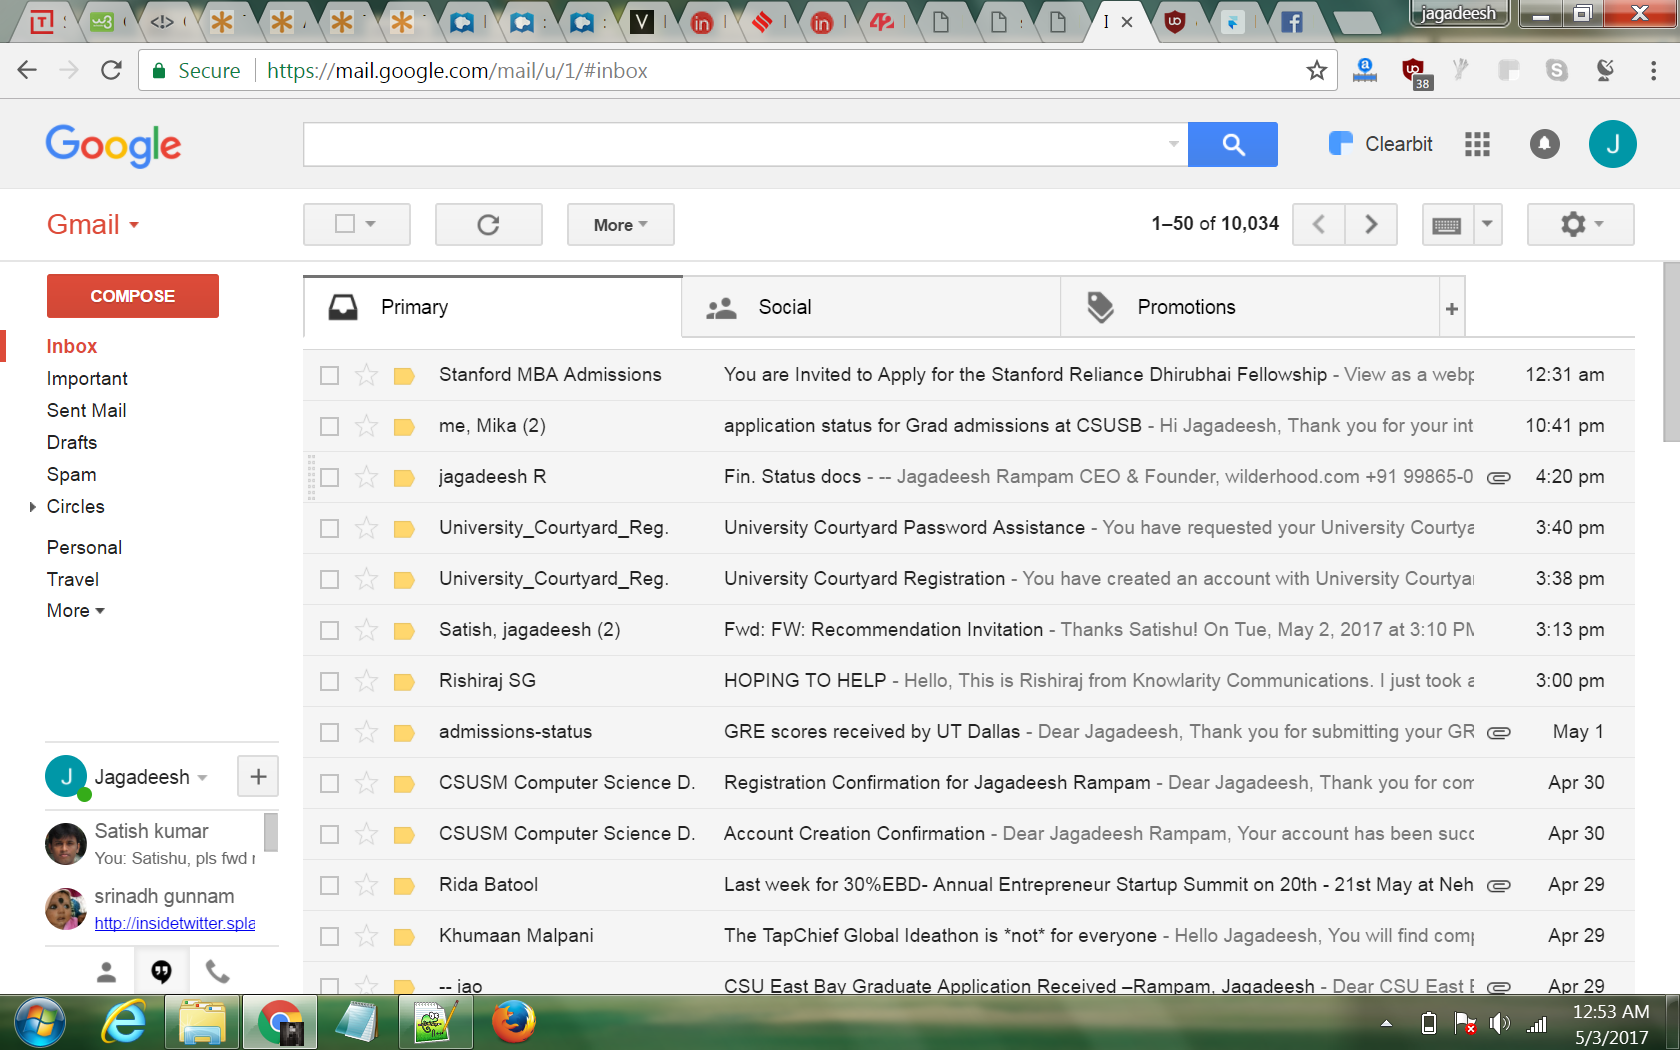 jagadeesh
Secure https://mail.google.com/mail/u/1/#inbox
38
Google
Clearbit
J
Gmail
More
1–50 of 10,034
COMPOSE
Primary
Social
Promotions
+
Inbox
Important
Sent Mail
Drafts
Spam
Circles
Personal
Travel
More
Stanford MBA Admissions You are Invited to Apply for the Stanford Reliance Dhirubhai Fellowship - View as a webp 12:31 am
me, Mika (2) application status for Grad admissions at CSUSB - Hi Jagadeesh, Thank you for your int 10:41 pm
jagadeesh R Fin. Status docs - -- Jagadeesh Rampam CEO & Founder, wilderhood.com +91 99865-0 4:20 pm
University_Courtyard_Reg. University Courtyard Password Assistance - You have requested your University Courtya 3:40 pm
University_Courtyard_Reg. University Courtyard Registration - You have created an account with University Courtya 3:38 pm
Satish, jagadeesh (2) Fwd: FW: Recommendation Invitation - Thanks Satishu! On Tue, May 2, 2017 at 3:10 PM 3:13 pm
Rishiraj SG HOPING TO HELP - Hello, This is Rishiraj from Knowlarity Communications. I just took a 3:00 pm
admissions-status GRE scores received by UT Dallas - Dear Jagadeesh, Thank you for submitting your GR May 1
CSUSM Computer Science D. Registration Confirmation for Jagadeesh Rampam - Dear Jagadeesh, Thank you for com Apr 30
CSUSM Computer Science D. Account Creation Confirmation - Dear Jagadeesh Rampam, Your account has been succ Apr 30
Rida Batool Last week for 30%EBD- Annual Entrepreneur Startup Summit on 20th - 21st May at Neh Apr 29
Khumaan Malpani The TapChief Global Ideathon is *not* for everyone - Hello Jagadeesh, You will find comp Apr 29
-- iao CSU East Bay Graduate Application Received –Rampam, Jagadeesh - Dear CSU East B Apr 29
J Jagadeesh +
Satish kumar
You: Satishu, pls fwd r
srinadh gunnam
http://insidetwitter.spla
12:53 AM
5/3/2017